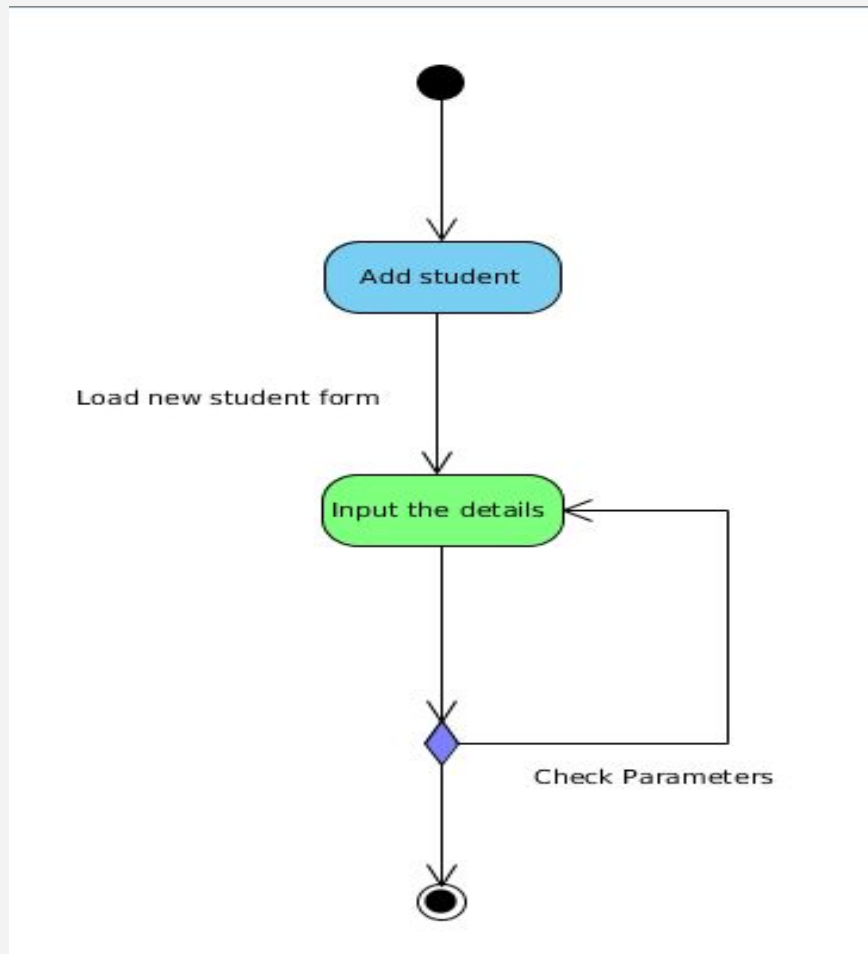 Add student
Load new student form
Input the details
Check Parameters